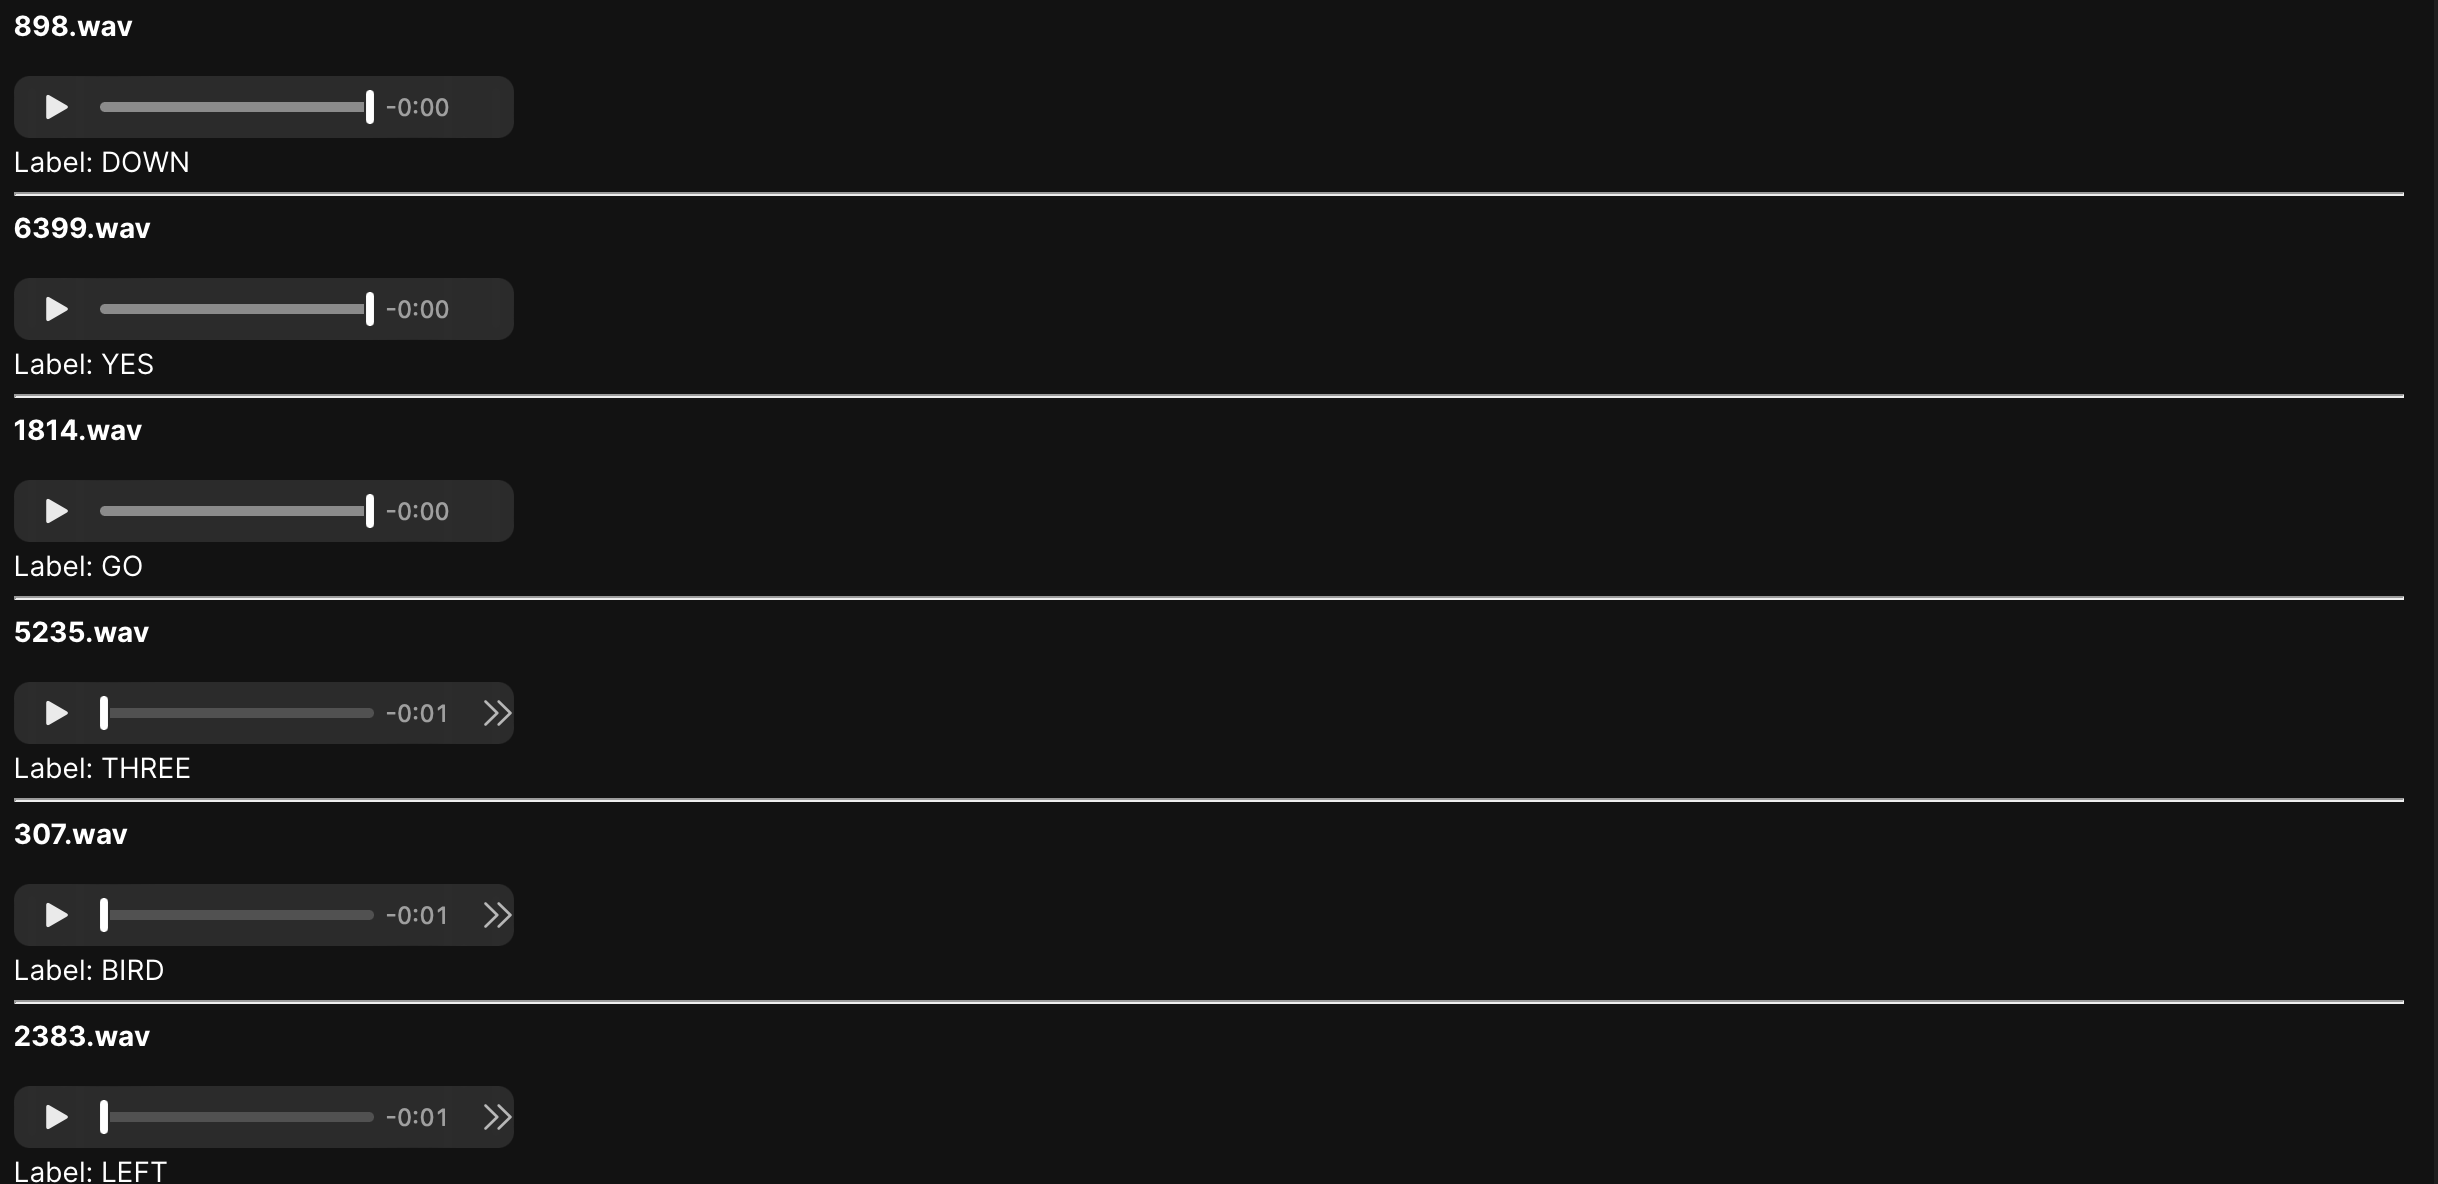 898.wav
-0:00
Label: DOWN
6399.wav
-0:00
Label: YES
1814.wav
-0:00
Label: GO
5235.wav
-0:01
Label: THREE
307.wav
-0:01
Label: BIRD
2383.wav
-0:01
Label: LEFT